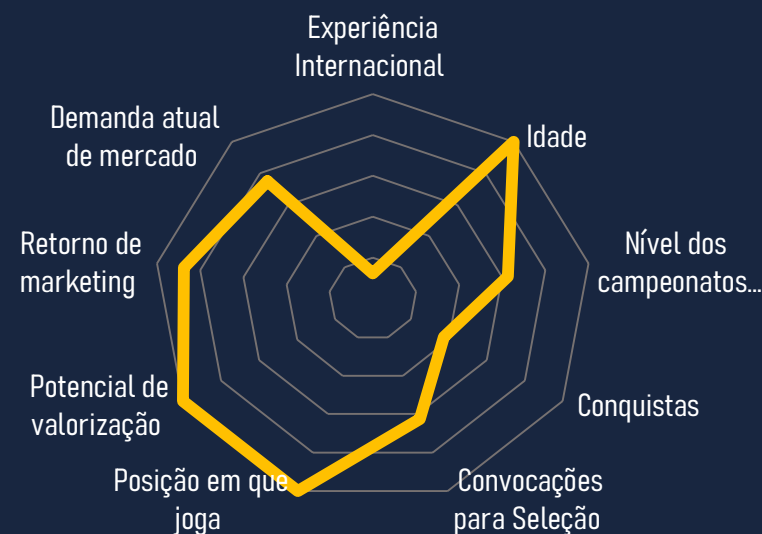 Experiência
Internacional
Idade
Nível dos
campeonatos...
Conquistas
Convocações
para Seleção
Posição em que
joga
Potencial de
valorização
Retorno de
marketing
Demanda atual
de mercado